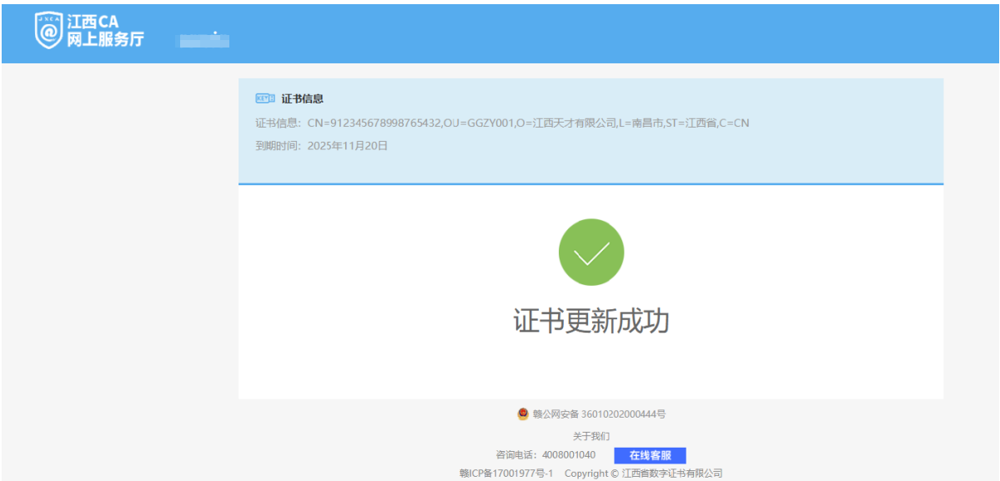 JXCA
江西CA
网上服务厅
KEY 证书信息
证书信息：CN=912345678998765432,OU=GGZY001,O=江西天才有限公司,L=南昌市,ST=江西省,C=CN
到期时间：2025年11月20日
证书更新成功
赣公网安备 36010202000444号
关于我们
咨询电话：4008001040 在线客服
赣ICP备17001977号-1 Copyright © 江西省数字证书有限公司